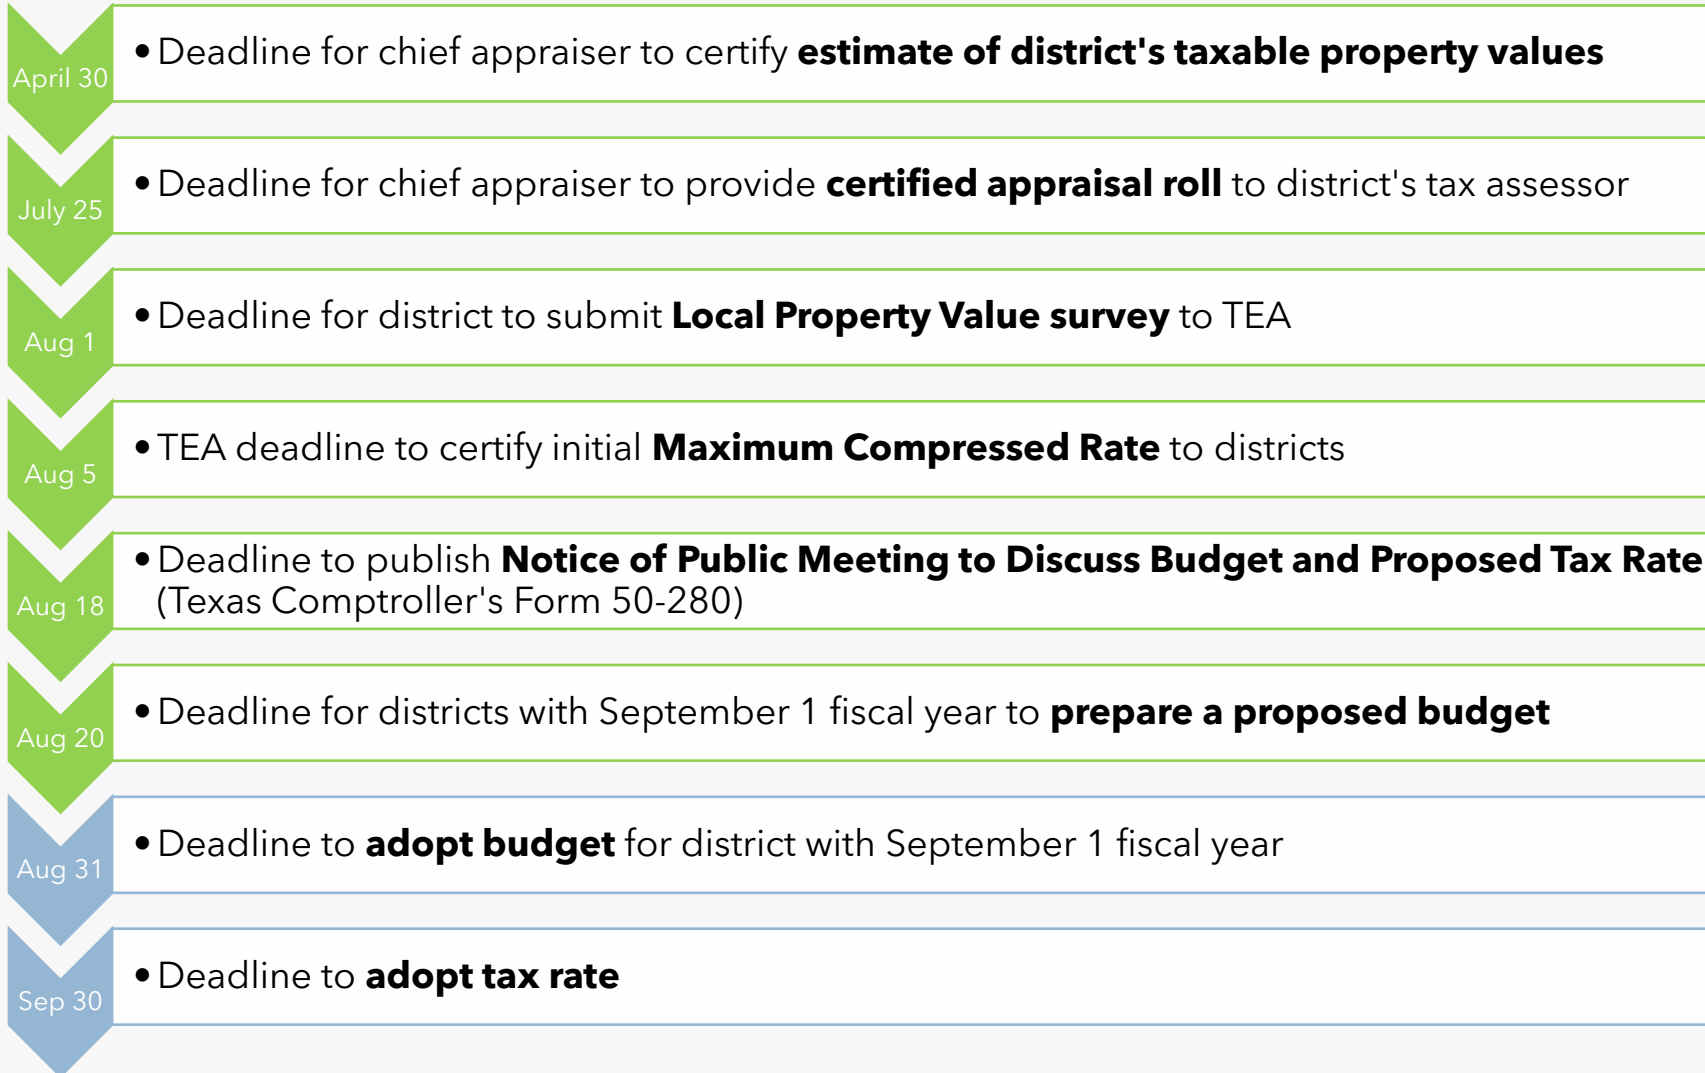 April 30
•Deadline for chief appraiser to certify estimate of district's taxable property values
July 25
•Deadline for chief appraiser to provide certified appraisal roll to district's tax assessor
Aug 1
•Deadline for district to submit Local Property Value survey to TEA
Aug 5
•TEA deadline to certify initial Maximum Compressed Rate to districts
Aug 18
•Deadline to publish Notice of Public Meeting to Discuss Budget and Proposed Tax Rate
(Texas Comptroller's Form 50-280)
Aug 20
•Deadline for districts with September 1 fiscal year to prepare a proposed budget
Aug 31
•Deadline to adopt budget for district with September 1 fiscal year
Sep 30
•Deadline to adopt tax rate